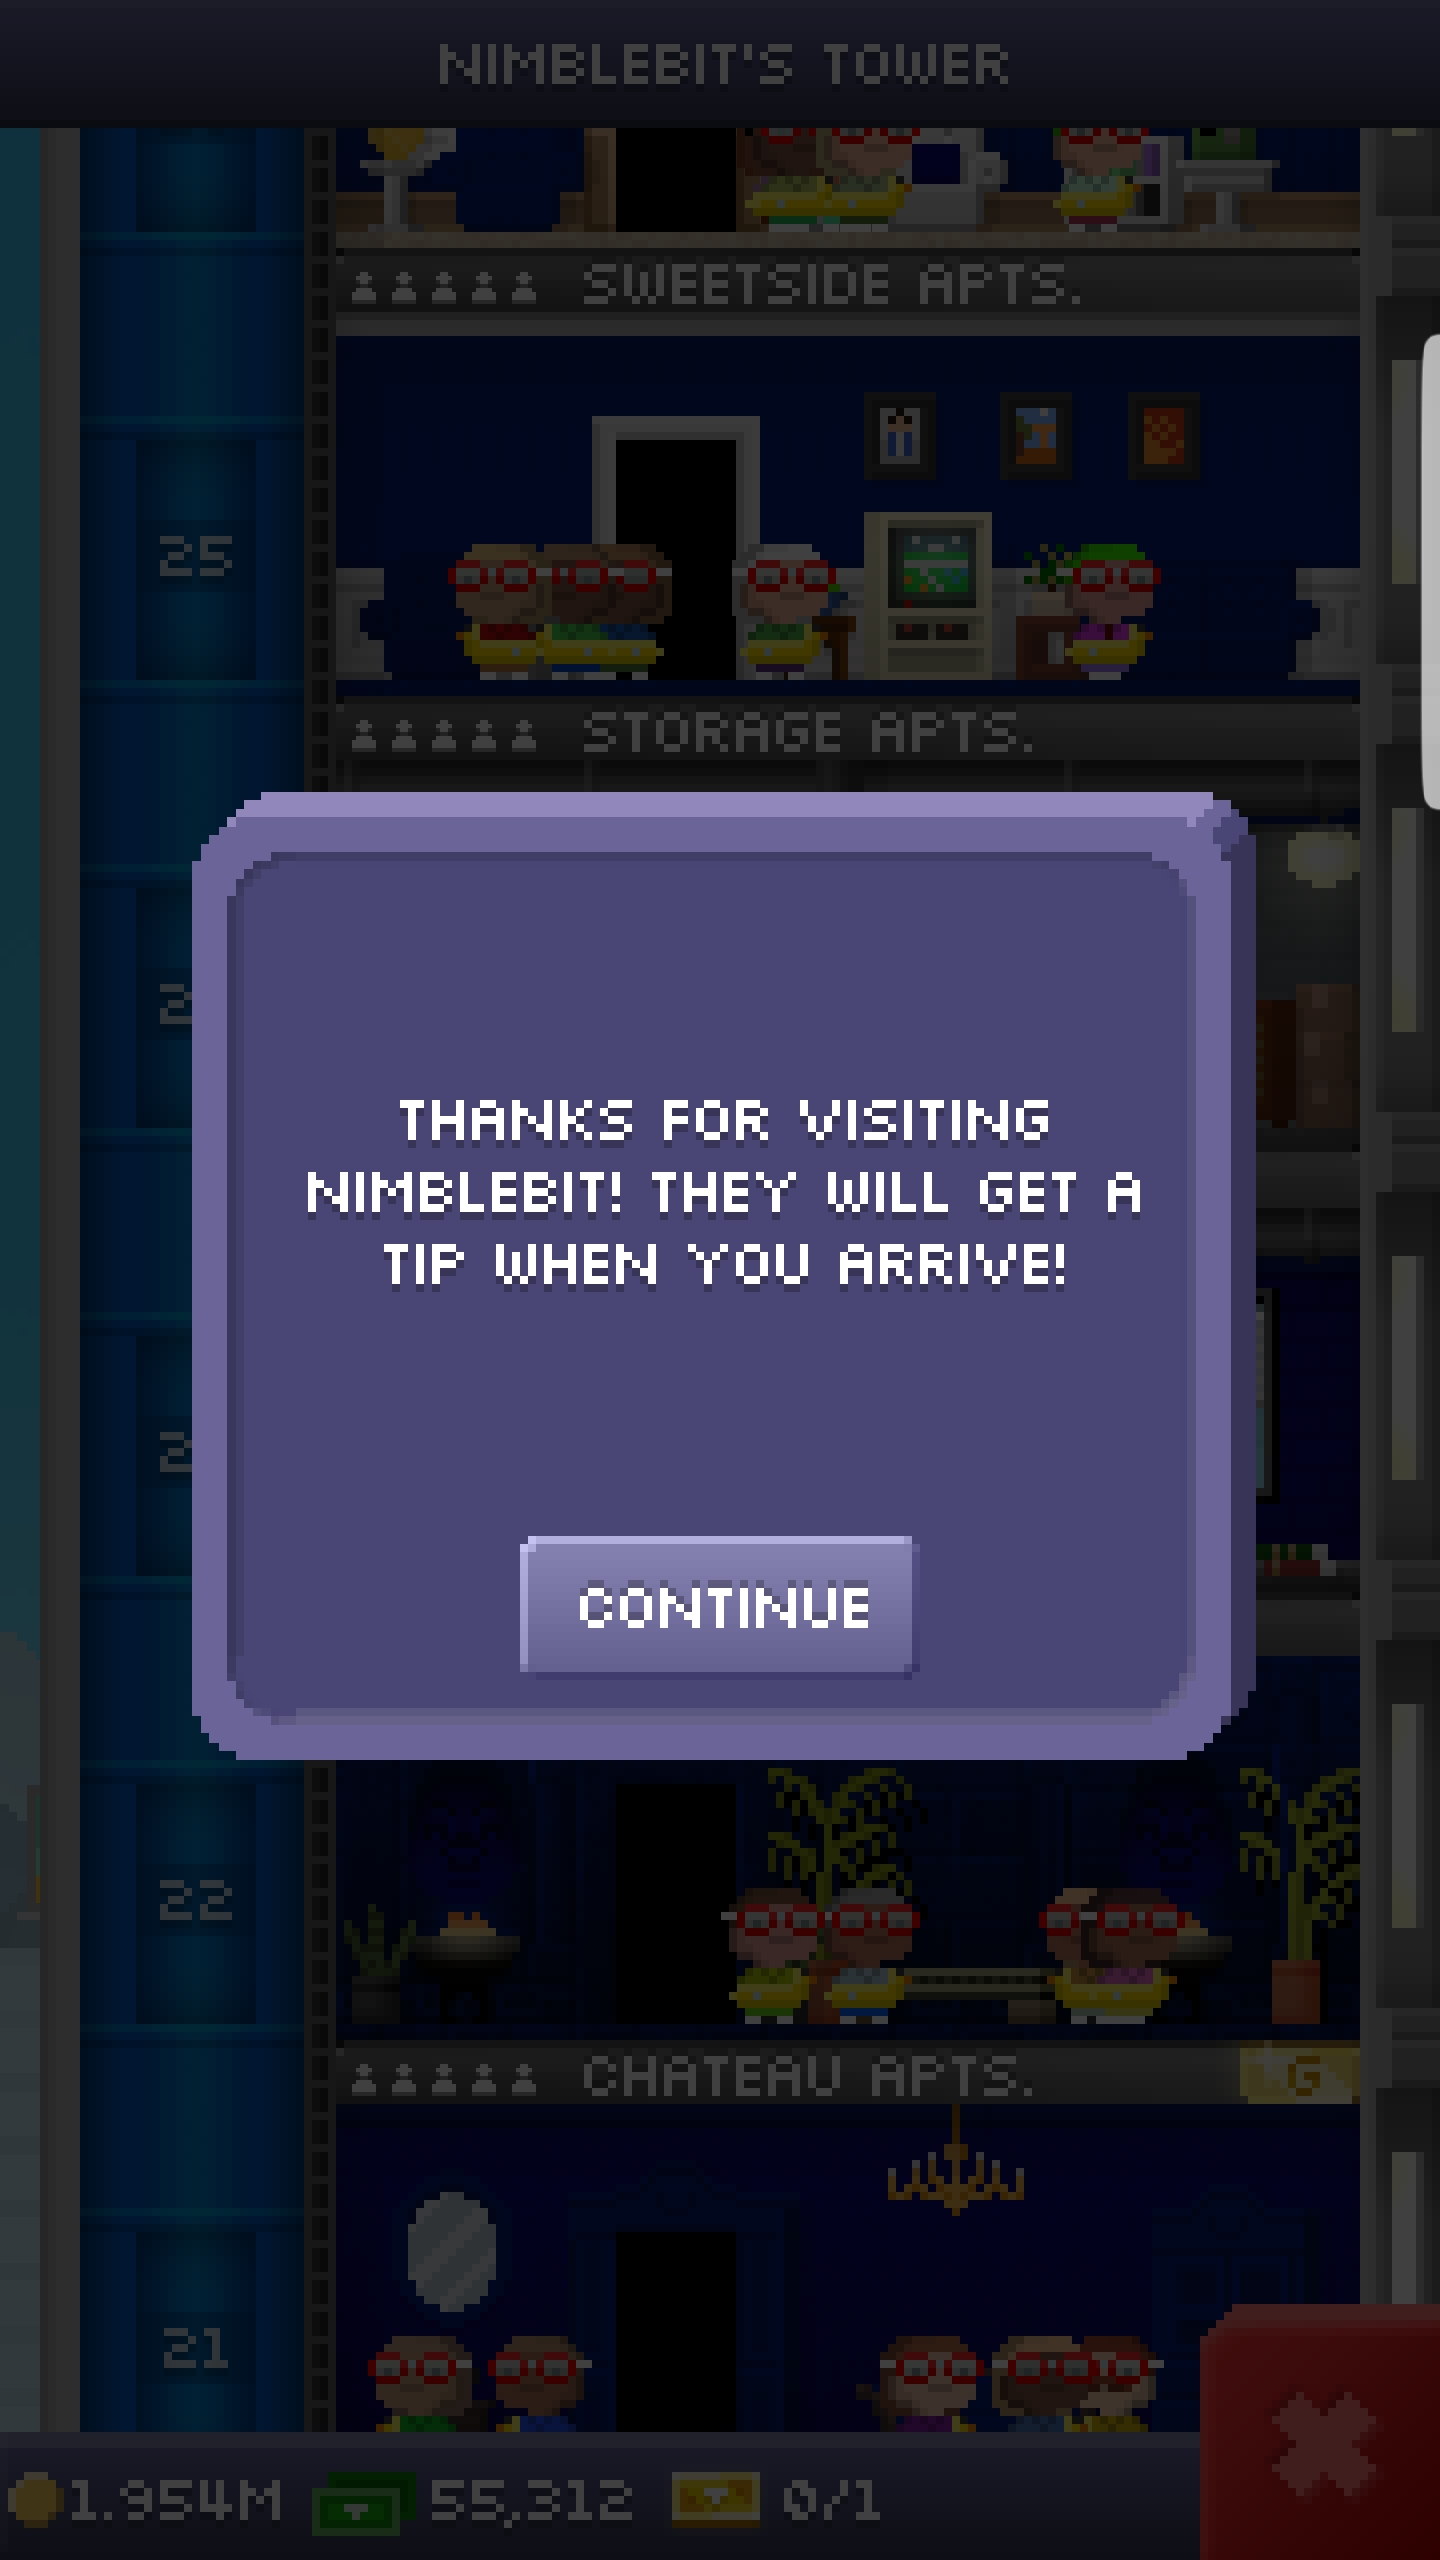 NIMBLEBIT'S TOWER
SWEETSIDE APTS.
25
STORAGE APTS.
THANKS FOR VISITING
NIMBLEBIT! THEY WILL GET A
TIP WHEN YOU ARRIVE!
CONTINUE
22
CHATEAU APTS.
G
21
1.954M 55,312 0/1